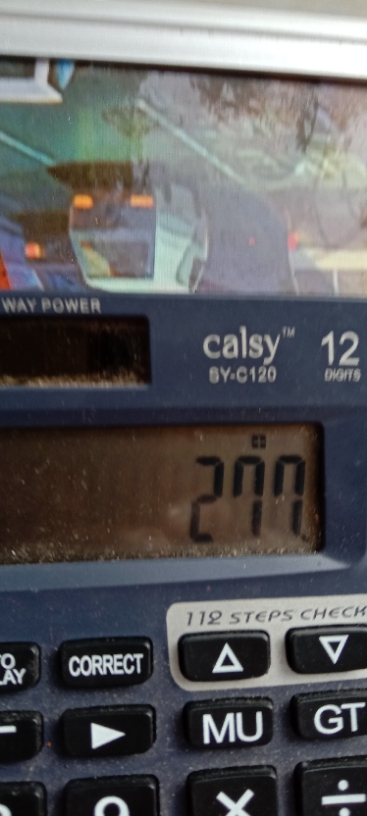 WAY POWER
calsy™ 12
SY-C120 DIGITS
277.
112 STEPS CHECK
CORRECT △ ▽
▶ MU GT
× ÷